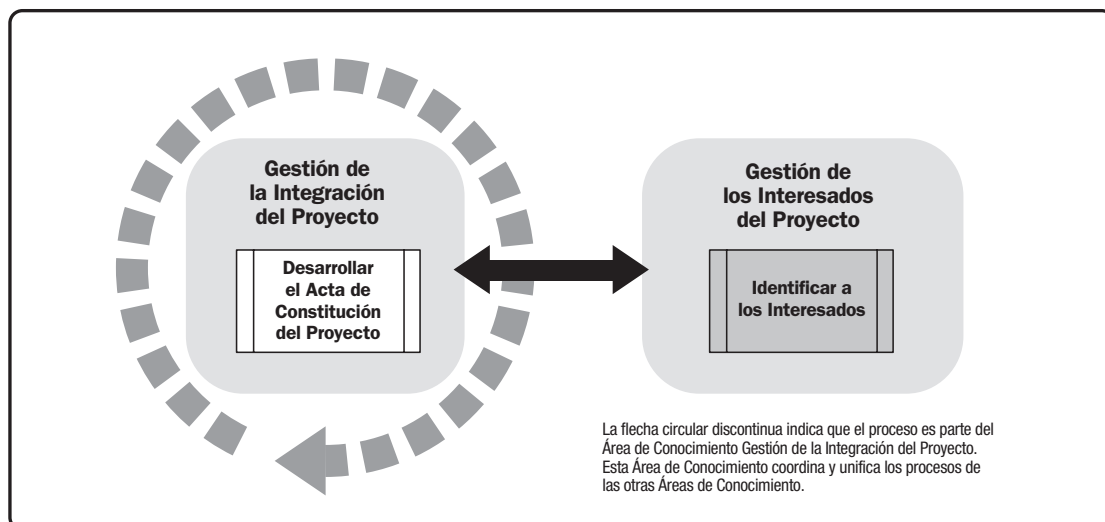 Gestión de
la Integración
del Proyecto
Desarrollar
el Acta de
Constitución
del Proyecto
Gestión de
los Interesados
del Proyecto
Identificar a
los Interesados
La flecha circular discontinua indica que el proceso es parte del
Área de Conocimiento Gestión de la Integración del Proyecto.
Esta Área de Conocimiento coordina y unifica los procesos de
las otras Áreas de Conocimiento.